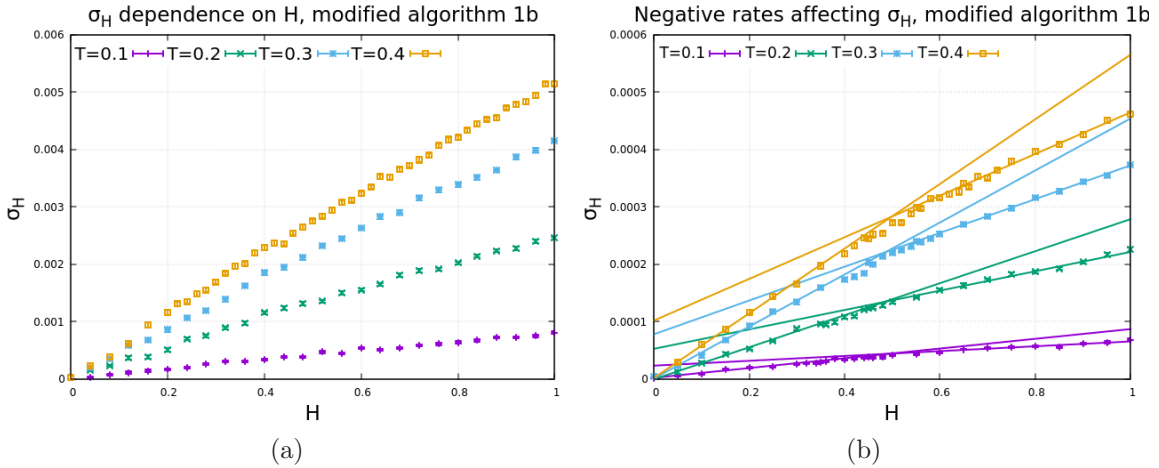 σH dependence on H, modified algorithm 1b
0.006
0.005
0.004
0.003
0.002
0.001
0
T=0.1 T=0.2 T=0.3 T=0.4
σH
0 0.2 0.4 0.6 0.8 1
H
(a)
Negative rates affecting σH, modified algorithm 1b
0.0006
0.0005
0.0004
0.0003
0.0002
0.0001
0
T=0.1 T=0.2 T=0.3 T=0.4
σH
0 0.2 0.4 0.6 0.8 1
H
(b)